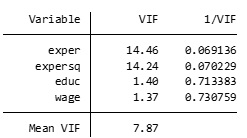 Variable VIF 1/VIF
exper 14.46 0.069136
expersq 14.24 0.070229
educ 1.40 0.713383
wage 1.37 0.730759
Mean VIF 7.87